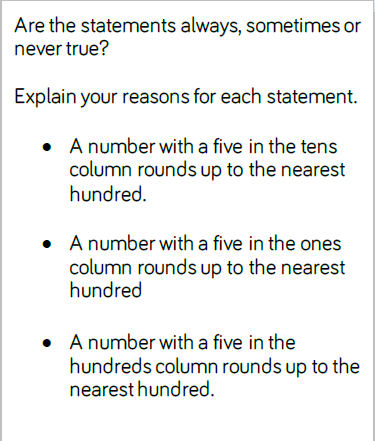 Are the statements always, sometimes or
never true?
Explain your reasons for each statement.
• A number with a five in the tens
column rounds up to the nearest
hundred.
• A number with a five in the ones
column rounds up to the nearest
hundred
• A number with a five in the
hundreds column rounds up to the
nearest hundred.